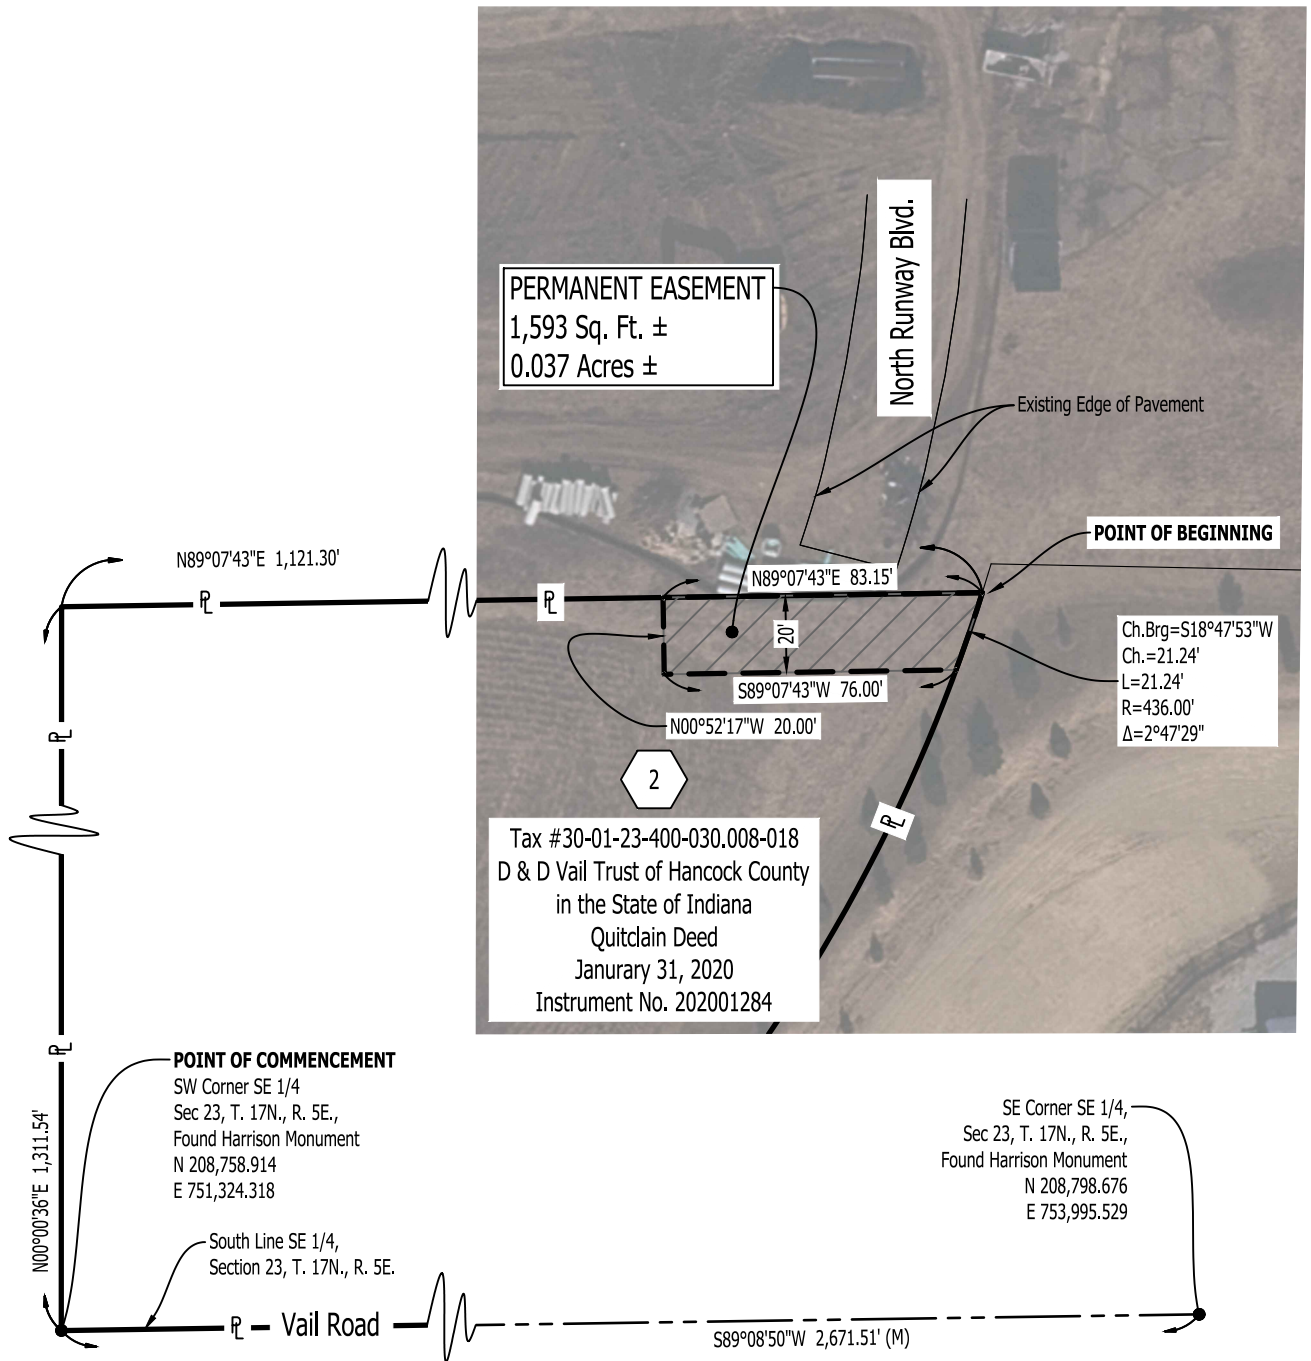 PERMANENT EASEMENT
1,593 Sq. Ft. ±
0.037 Acres ±
North Runway Blvd.
Existing Edge of Pavement
POINT OF BEGINNING
N89°07'43"E 1,121.30'
N89°07'43"E 83.15'
20'
S89°07'43"W 76.00'
N00°52'17"W 20.00'
Ch.Brg=S18°47'53"W
Ch.=21.24'
L=21.24'
R=436.00'
Δ=2°47'29"
PL
PL
PL
PL
PL
2
Tax #30-01-23-400-030.008-018
D & D Vail Trust of Hancock County
in the State of Indiana
Quitclain Deed
Janurary 31, 2020
Instrument No. 202001284
N00°00'36"E 1,311.54'
POINT OF COMMENCEMENT
SW Corner SE 1/4
Sec 23, T. 17N., R. 5E.,
Found Harrison Monument
N 208,758.914
E 751,324.318
SE Corner SE 1/4,
Sec 23, T. 17N., R. 5E.,
Found Harrison Monument
N 208,798.676
E 753,995.529
South Line SE 1/4,
Section 23, T. 17N., R. 5E.
PL Vail Road
S89°08'50"W 2,671.51' (M)